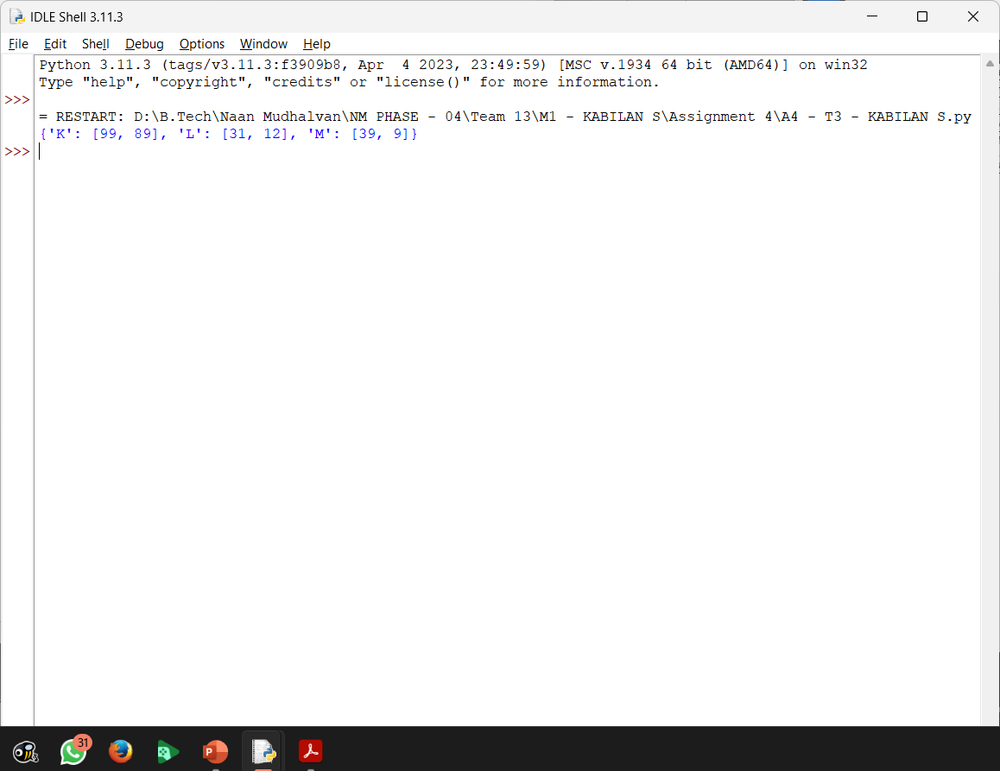 IDLE Shell 3.11.3
File Edit Shell Debug Options Window Help
Python 3.11.3 (tags/v3.11.3:f3909b8, Apr  4 2023, 23:49:59) [MSC v.1934 64 bit (AMD64)] on win32
Type "help", "copyright", "credits" or "license()" for more information.
>>>
= RESTART: D:\B.Tech\Naan Mudhalvan\NM PHASE - 04\Team 13\M1 - KABILAN S\Assignment 4\A4 - T3 - KABILAN S.py
{'K': [99, 89], 'L': [31, 12], 'M': [39, 9]}
>>>
31
P